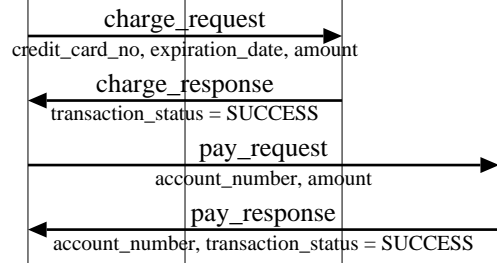 charge_request
credit_card_no, expiration_date, amount
charge_response
transaction_status = SUCCESS
pay_request
account_number, amount
pay_response
account_number, transaction_status = SUCCESS